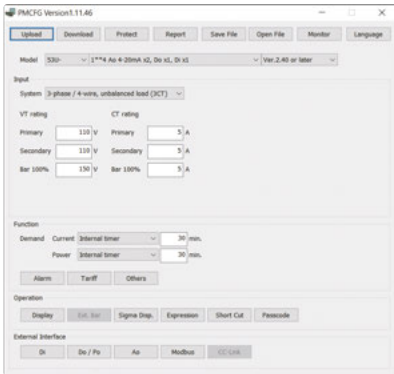 PMCFG Version1.11.46
Upload Download Protect Report Save File Open File Monitor Language
Model 53U- 1**4 Ao 4-20mA x2, Do x1, Di x1 Ver.2.40 or later
Input
System 3-phase / 4-wire, unbalanced load (3CT)
VT rating CT rating
Primary 110 V Primary 5 A
Secondary 110 V Secondary 5 A
Bar 100% 150 V Bar 100% 5 A
Function
Demand Current Internal timer 30 min.
Power Internal timer 30 min.
Alarm Tariff Others
Operation
Display Ext. Bar Sigma Disp. Expression Short Cut Passcode
External Interface
Di Do / Po Ao Modbus CC-Link